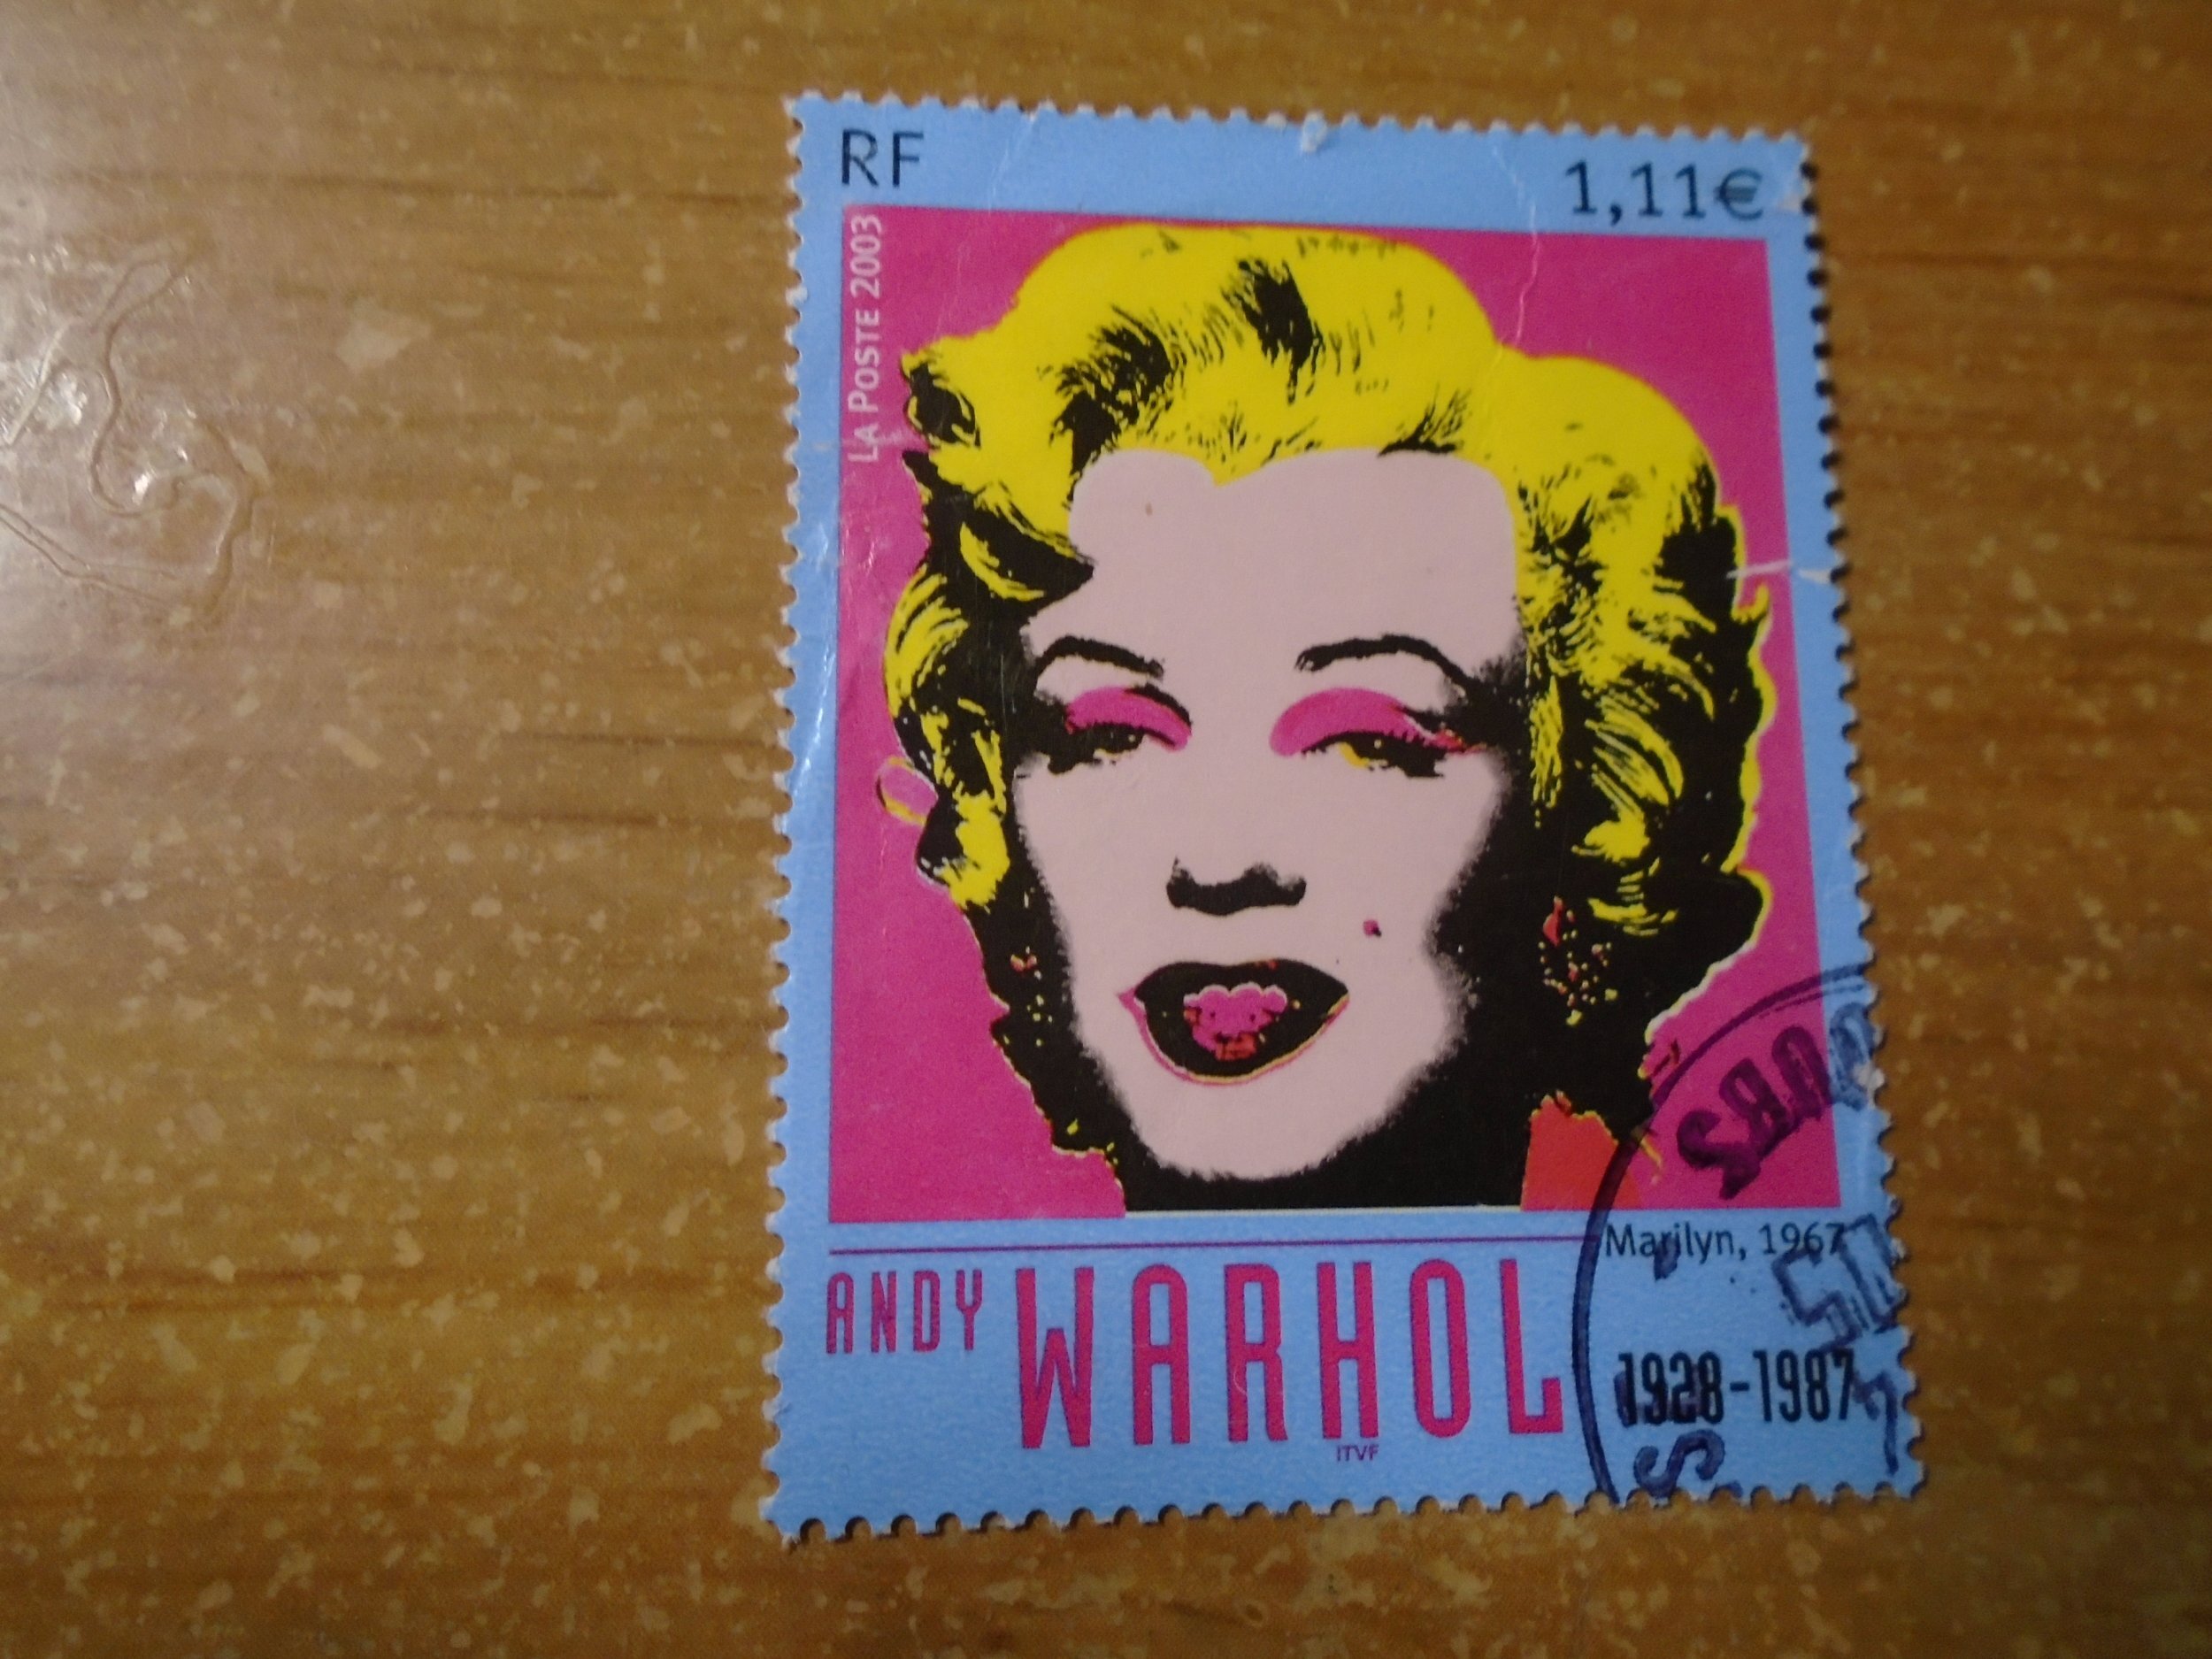 RF
1,11€
LA POSTE 2003
Marilyn, 1967
ANDY WARHOL
1928-1987
ITVF